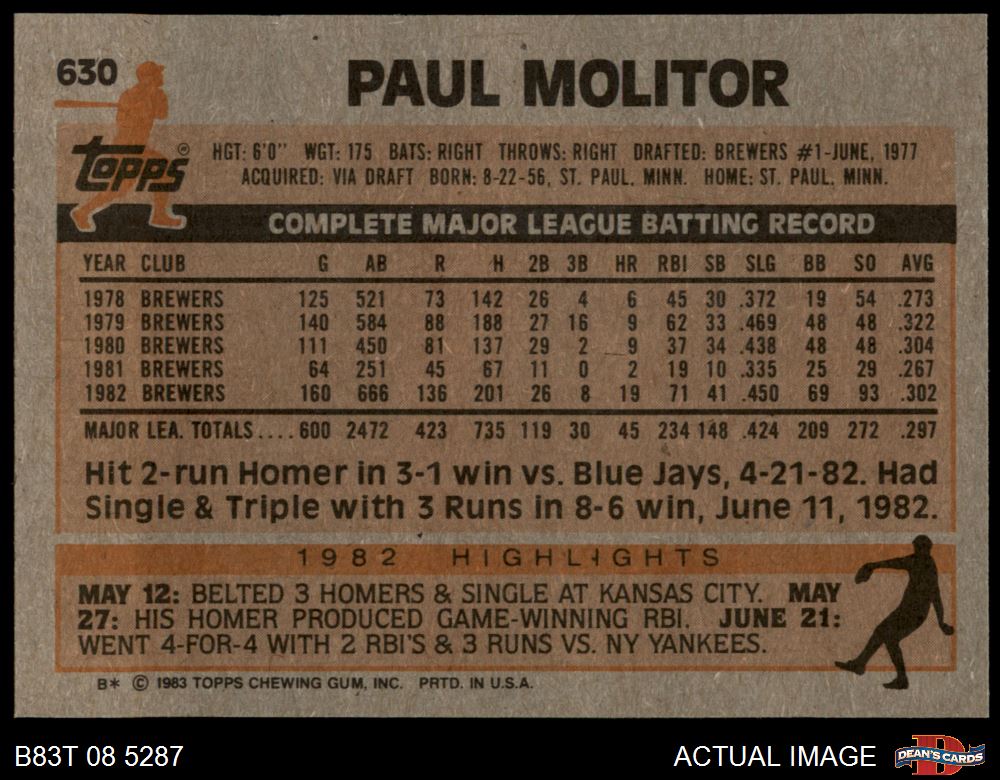 630
PAUL MOLITOR
Topps®
HGT: 6'0" WGT: 175 BATS: RIGHT THROWS: RIGHT DRAFTED: BREWERS #1-JUNE, 1977
ACQUIRED: VIA DRAFT BORN: 8-22-56, ST. PAUL, MINN. HOME: ST. PAUL, MINN.
COMPLETE MAJOR LEAGUE BATTING RECORD
YEAR CLUB G AB R H 2B 3B HR RBI SB SLG BB SO AVG
1978 BREWERS 125 521 73 142 26 4 6 45 30 .372 19 54 .273
1979 BREWERS 140 584 88 188 27 16 9 62 33 .469 48 48 .322
1980 BREWERS 111 450 81 137 29 2 9 37 34 .438 48 48 .304
1981 BREWERS 64 251 45 67 11 0 2 19 10 .335 25 29 .267
1982 BREWERS 160 666 136 201 26 8 19 71 41 .450 69 93 .302
MAJOR LEA. TOTALS.... 600 2472 423 735 119 30 45 234 148 .424 209 272 .297
Hit 2-run Homer in 3-1 win vs. Blue Jays, 4-21-82. Had
Single & Triple with 3 Runs in 8-6 win, June 11, 1982.
1982 HIGHLIGHTS
MAY 12: BELTED 3 HOMERS & SINGLE AT KANSAS CITY. MAY
27: HIS HOMER PRODUCED GAME-WINNING RBI. JUNE 21:
WENT 4-FOR-4 WITH 2 RBI'S & 3 RUNS VS. NY YANKEES.
B* © 1983 TOPPS CHEWING GUM, INC. PRTD. IN U.S.A.
B83T 08 5287
ACTUAL IMAGE
DEAN'S CARDS